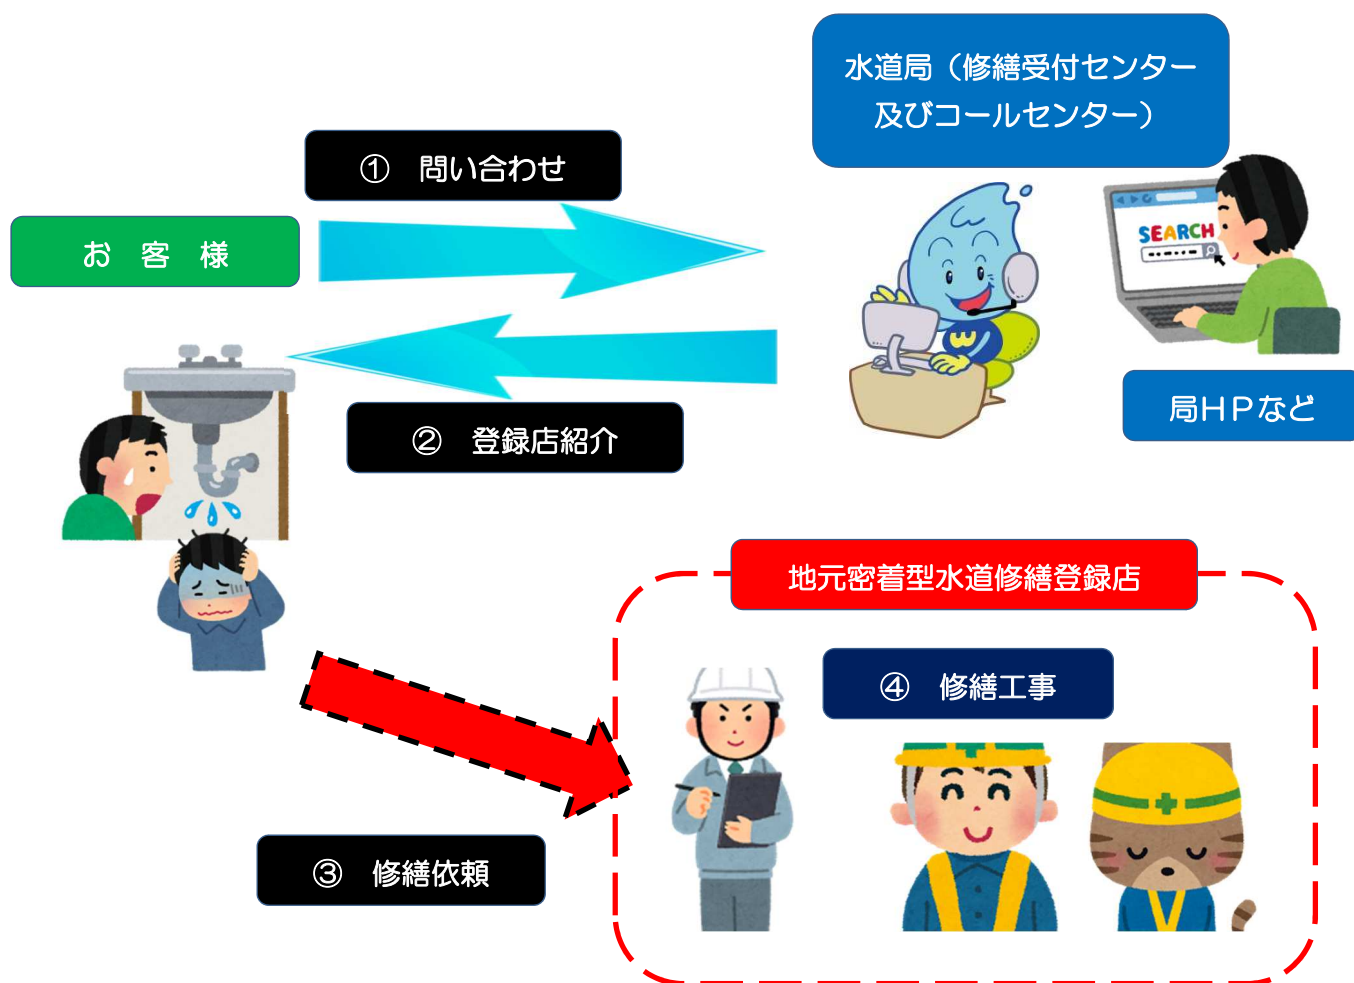 水道局（修繕受付センター
及びコールセンター）
①　問い合わせ
お　客　様
SEARCH
局ＨＰなど
②　登録店紹介
地元密着型水道修繕登録店
④　修繕工事
③　修繕依頼